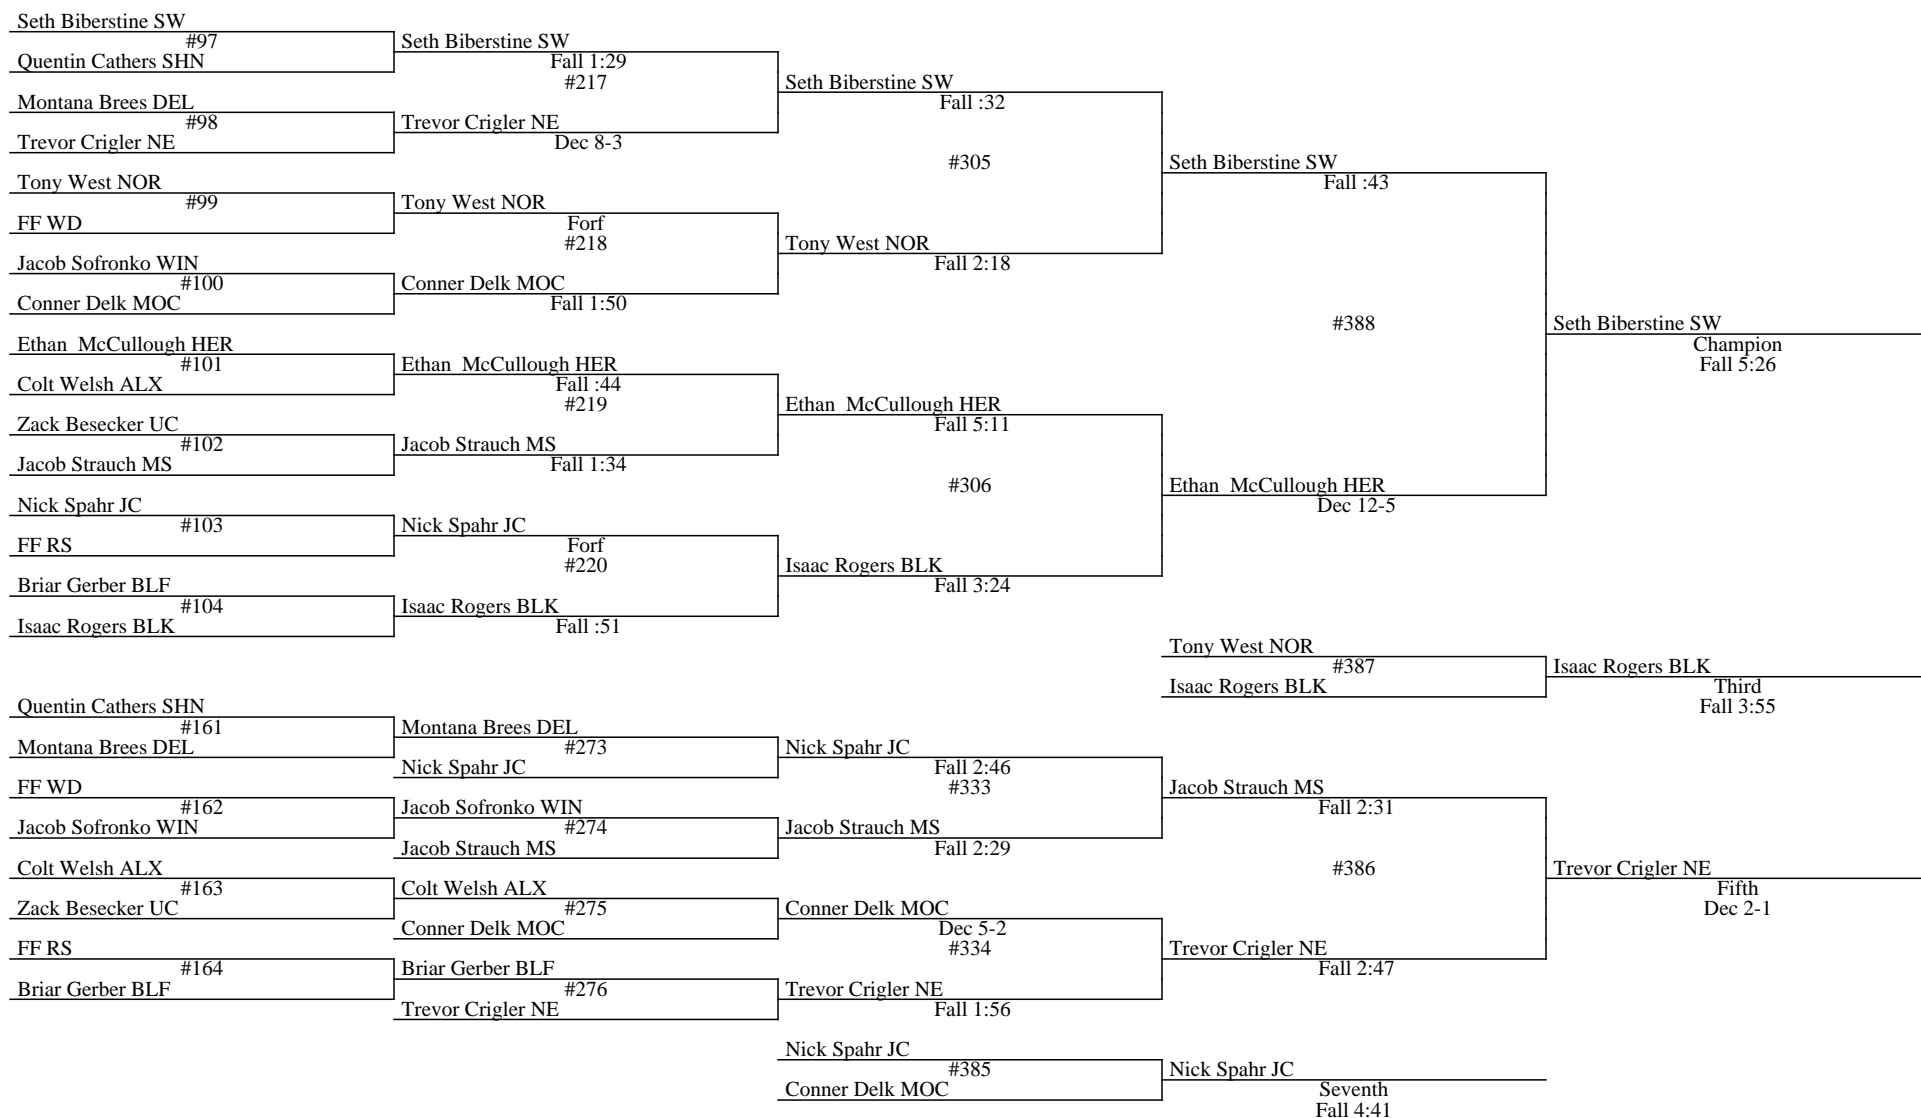 Seth Biberstine SW
#97
Quentin Cathers SHN
Montana Brees DEL
#98
Trevor Crigler NE
Tony West NOR
#99
FF WD
Jacob Sofronko WIN
#100
Conner Delk MOC
Ethan  McCullough HER
#101
Colt Welsh ALX
Zack Besecker UC
#102
Jacob Strauch MS
Nick Spahr JC
#103
FF RS
Briar Gerber BLF
#104
Isaac Rogers BLK
Seth Biberstine SW
Fall 1:29
#217
Trevor Crigler NE
Dec 8-3
Tony West NOR
Forf
#218
Conner Delk MOC
Fall 1:50
Ethan  McCullough HER
Fall :44
#219
Jacob Strauch MS
Fall 1:34
Nick Spahr JC
Forf
#220
Isaac Rogers BLK
Fall :51
Seth Biberstine SW
Fall :32
#305
Tony West NOR
Fall 2:18
Ethan  McCullough HER
Fall 5:11
#306
Isaac Rogers BLK
Fall 3:24
Seth Biberstine SW
Fall :43
#388
Ethan  McCullough HER
Dec 12-5
Seth Biberstine SW
Champion
Fall 5:26
Tony West NOR
#387
Isaac Rogers BLK
Isaac Rogers BLK
Third
Fall 3:55
Quentin Cathers SHN
#161
Montana Brees DEL
FF WD
#162
Jacob Sofronko WIN
Colt Welsh ALX
#163
Zack Besecker UC
FF RS
#164
Briar Gerber BLF
Montana Brees DEL
#273
Nick Spahr JC
Jacob Sofronko WIN
#274
Jacob Strauch MS
Colt Welsh ALX
#275
Conner Delk MOC
Briar Gerber BLF
#276
Trevor Crigler NE
Nick Spahr JC
Fall 2:46
#333
Jacob Strauch MS
Fall 2:29
Conner Delk MOC
Dec 5-2
#334
Trevor Crigler NE
Fall 1:56
Jacob Strauch MS
Fall 2:31
#386
Trevor Crigler NE
Fall 2:47
Trevor Crigler NE
Fifth
Dec 2-1
Nick Spahr JC
#385
Conner Delk MOC
Nick Spahr JC
Seventh
Fall 4:41